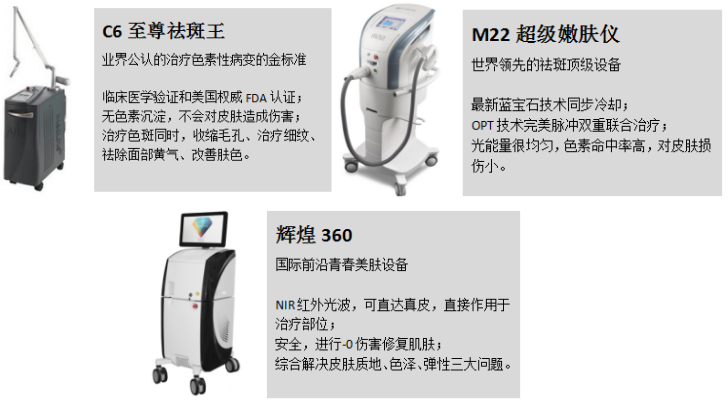 C6 至尊祛斑王
业界公认的治疗色素性病变的金标准
临床医学验证和美国权威 FDA 认证；
无色素沉淀，不会对皮肤造成伤害；
治疗色斑同时，收缩毛孔、治疗细纹、
祛除面部黄气、改善肤色。
M22 超级嫩肤仪
世界领先的祛斑顶级设备
最新蓝宝石技术同步冷却；
OPT 技术完美脉冲双重联合治疗；
光能量很均匀，色素命中率高，对皮肤损
伤小。
辉煌 360
国际前沿青春美肤设备
NIR 红外光波，可直达真皮，直接作用于
治疗部位；
安全，进行-0 伤害修复肌肤；
综合解决皮肤质地、色泽、弹性三大问题。